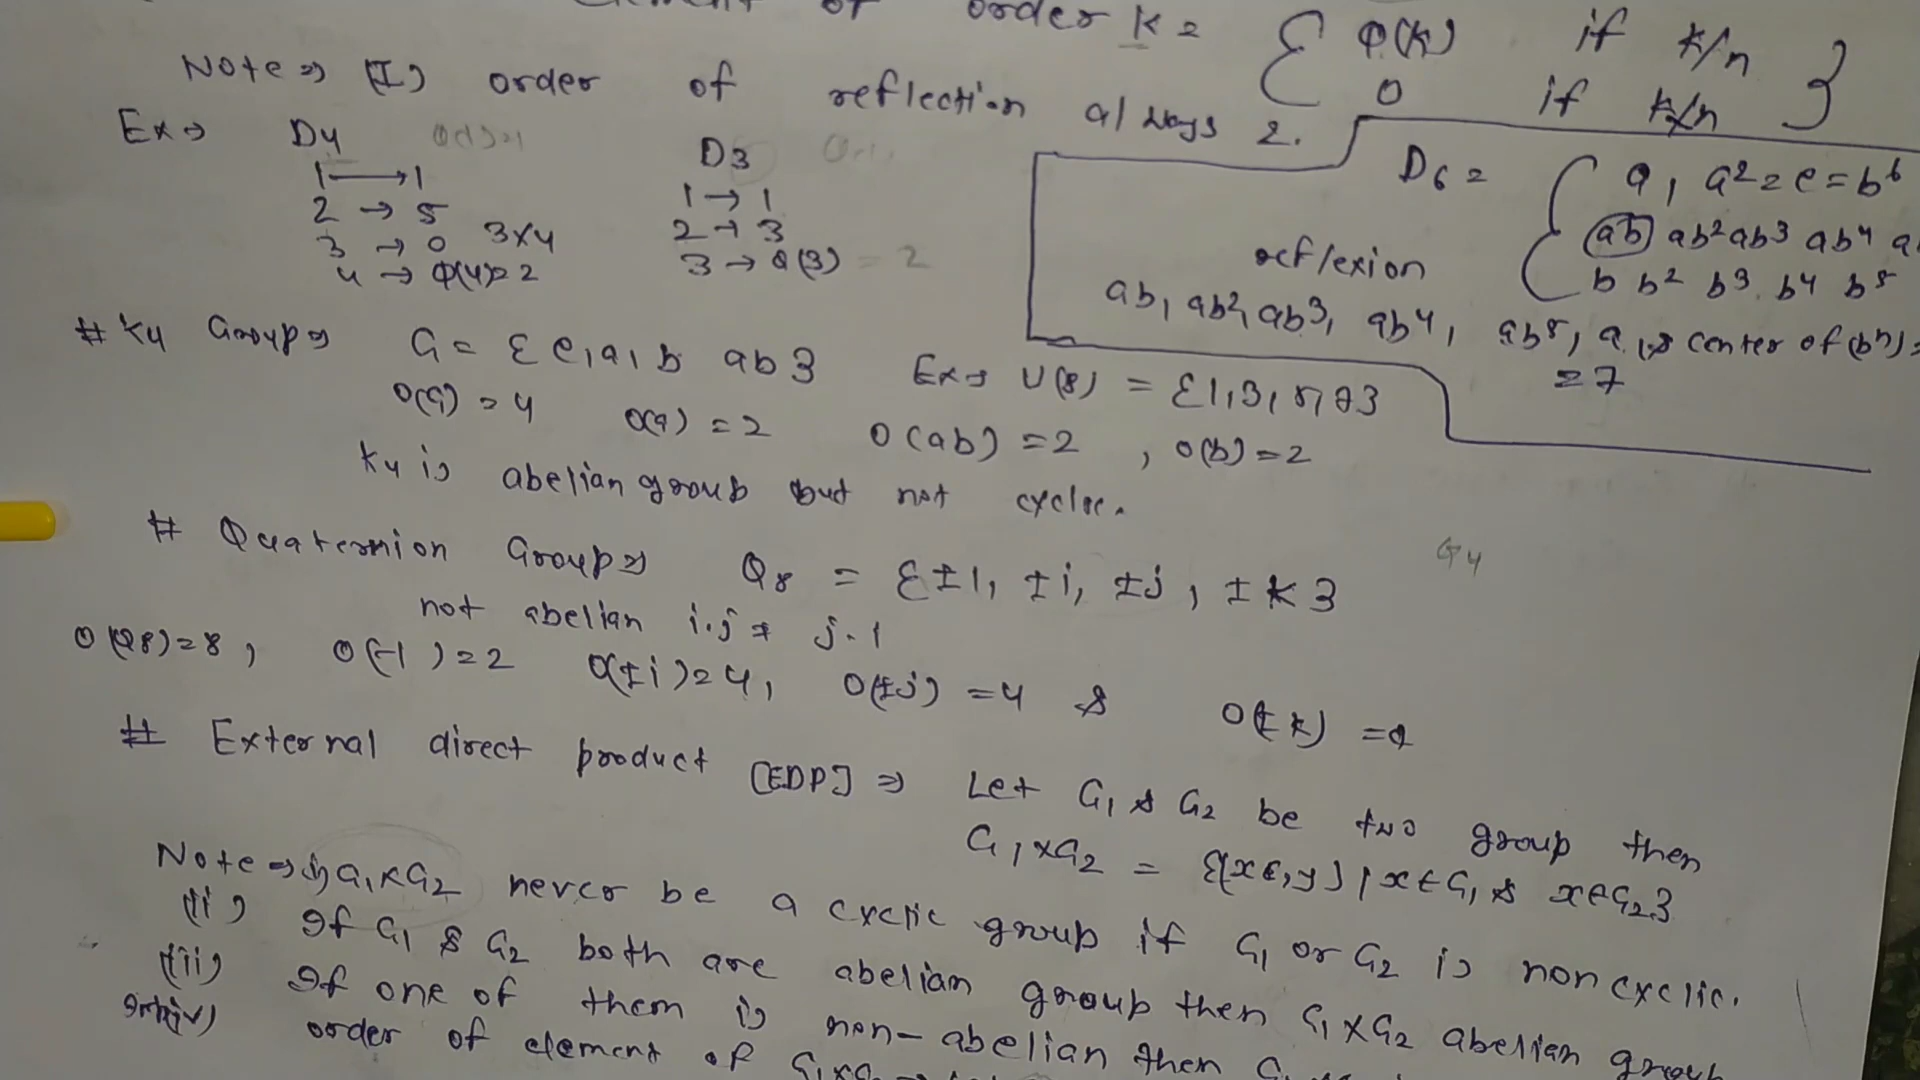 order K = { φ(k) if k/n
0 if k∤n }
Note ⇒ (I) order of reflection always 2.
Ex → D4 D3
1 → 1 1 → 1
2 → 5 2 → 3
3 → 0 3x4 3 → φ(3) = 2
4 → φ(4) = 2
D6 = { a, a² = e = b⁶
ab ab² ab³ ab⁴ a
b b² b³ b⁴ b⁵
reflexion
ab, ab², ab³, ab⁴, ab⁵, a, center of (bⁿ) =
= 7
# K4 Group ⇒ G = {e, a, b ab} Ex → U(8) = {1, 3, 5, 7}
O(G) = 4 O(a) = 2 O(ab) = 2 , O(b) = 2
K4 is abelian group but not cyclic.
# Quaternion Group ⇒ Q8 = {±1, ±i, ±j, ±k} G4
not abelian i.j ≠ j.i
O(Q8) = 8, O(-1) = 2 O(±i) = 4, O(±j) = 4 & O(±k) = 4
# External direct product [EDP] ⇒ Let G1 & G2 be two group then
G1 x G2 = {(x, y) | x ∈ G1 & x ∈ G2}
Note ⇒ i) G1 x G2 never be a cyclic group if G1 or G2 is non cyclic.
(ii) If G1 & G2 both are abelian group then G1 x G2 abelian group
(iii) If one of them is non-abelian then G
iv) order of element of G1xG2